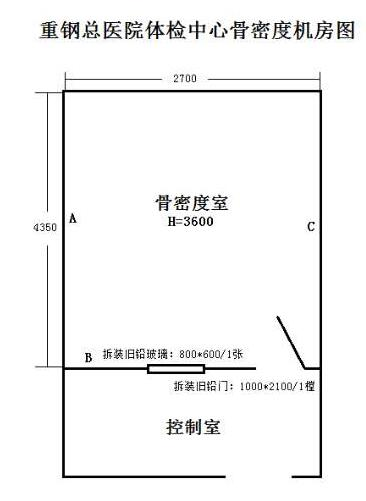 重钢总医院体检中心骨密度机房图
2700
4350
A
骨密度室
H=3600
C
B
拆装旧铅玻璃：800*600/1张
拆装旧铅门：1000*2100/1樘
控制室